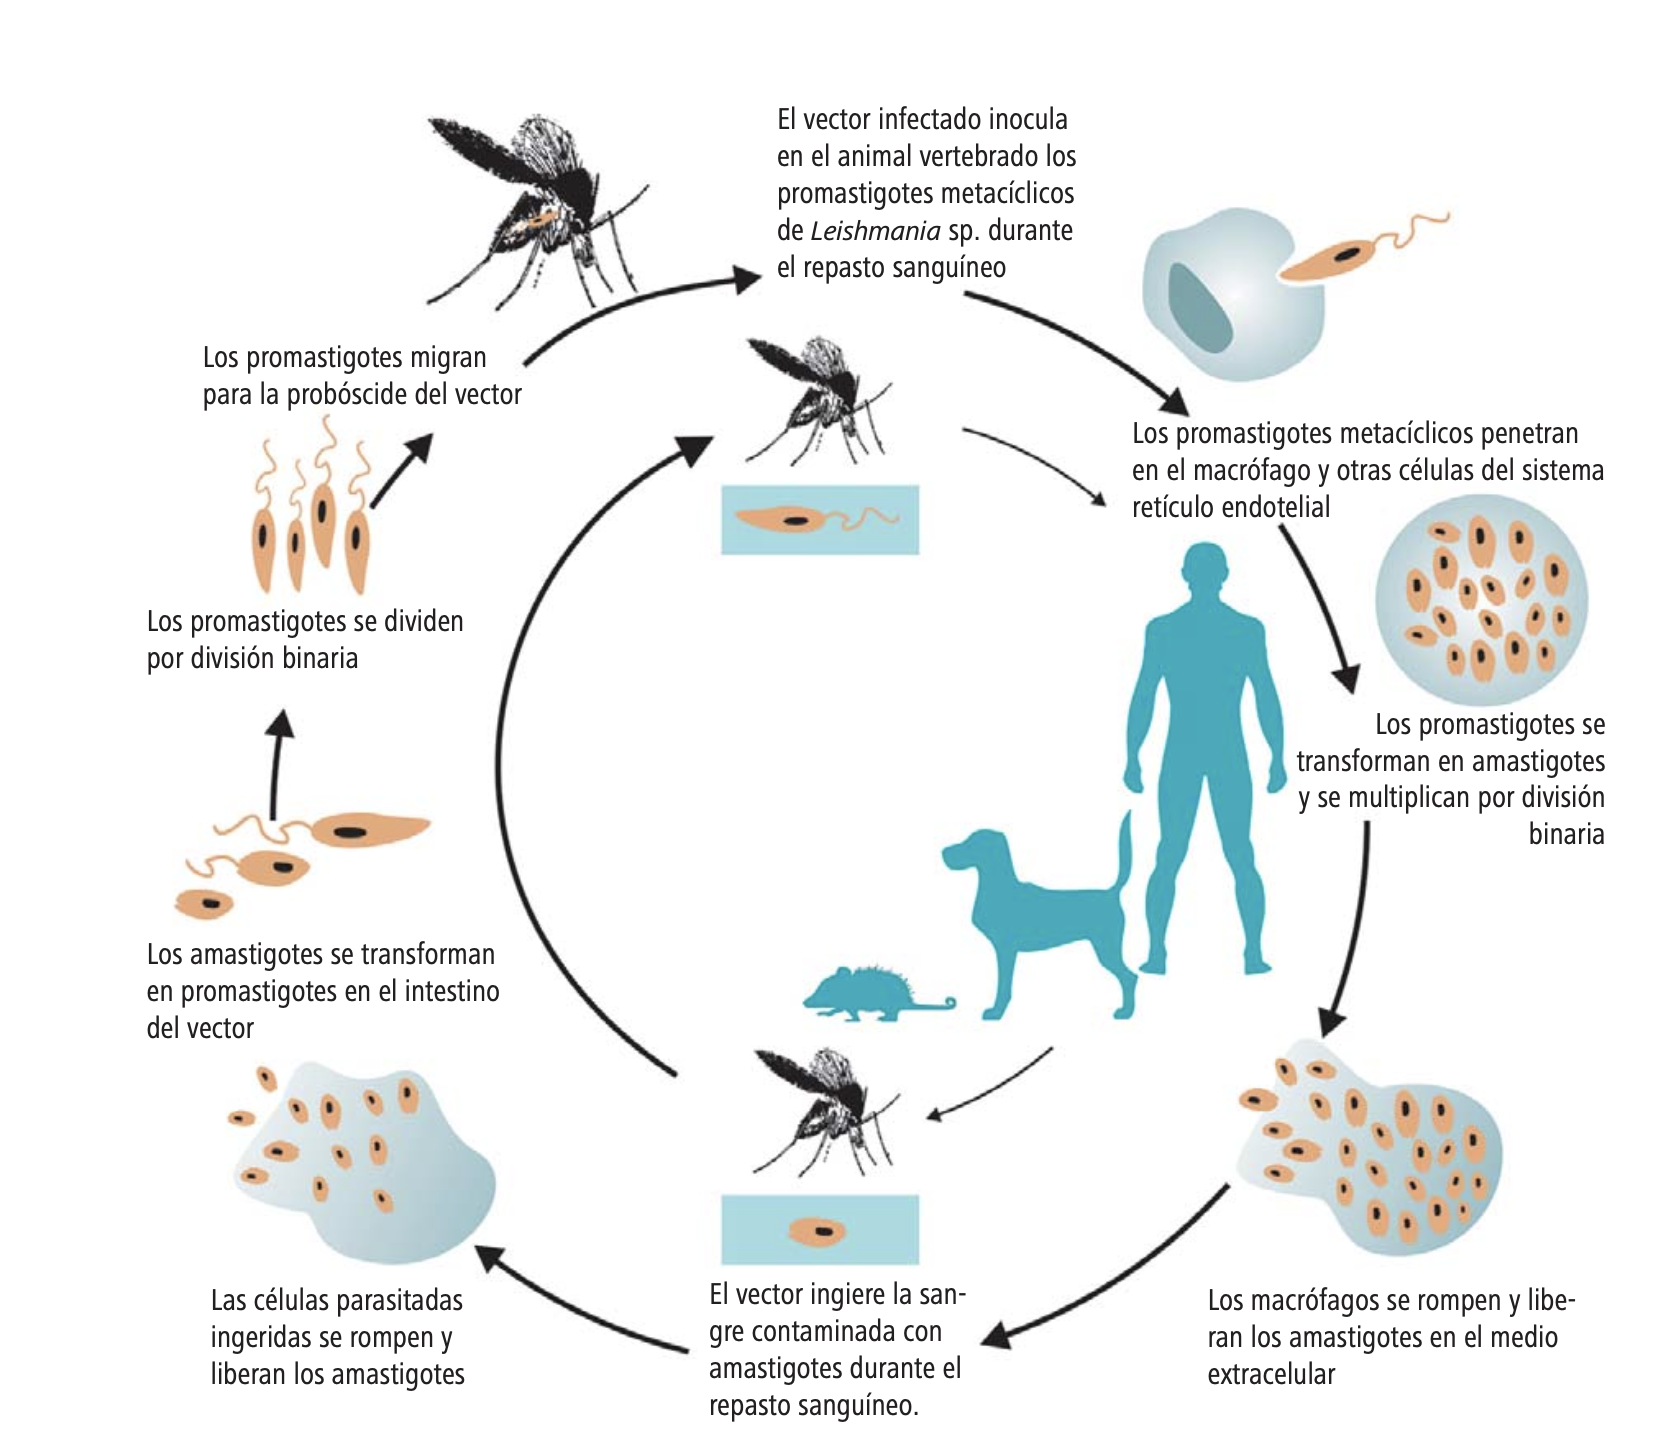 El vector infectado inocula
en el animal vertebrado los
promastigotes metacíclicos
de Leishmania sp. durante
el repasto sanguíneo
Los promastigotes metacíclicos penetran
en el macrófago y otras células del sistema
retículo endotelial
Los promastigotes se
transforman en amastigotes
y se multiplican por división
binaria
Los macrófagos se rompen y libe-
ran los amastigotes en el medio
extracelular
El vector ingiere la san-
gre contaminada con
amastigotes durante el
repasto sanguíneo.
Las células parasitadas
ingeridas se rompen y
liberan los amastigotes
Los amastigotes se transforman
en promastigotes en el intestino
del vector
Los promastigotes se dividen
por división binaria
Los promastigotes migran
para la probóscide del vector